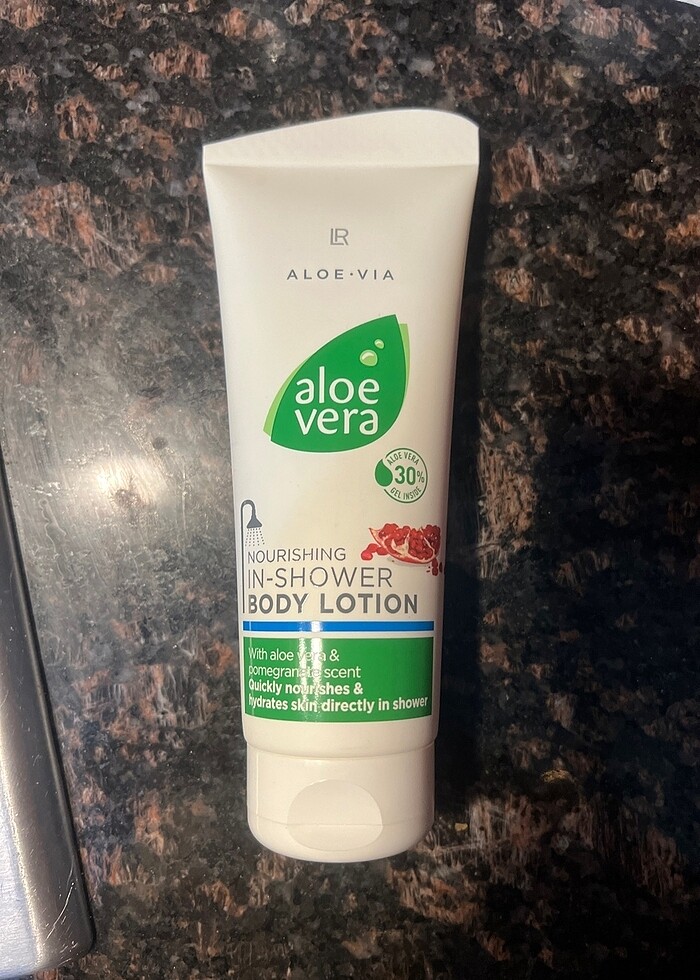 LR
ALOE·VIA
aloe
vera
ALOE VERA
30%
GEL INSIDE
NOURISHING
IN-SHOWER
BODY LOTION
With aloe vera &
pomegranate scent
Quickly nourishes &
hydrates skin directly in shower